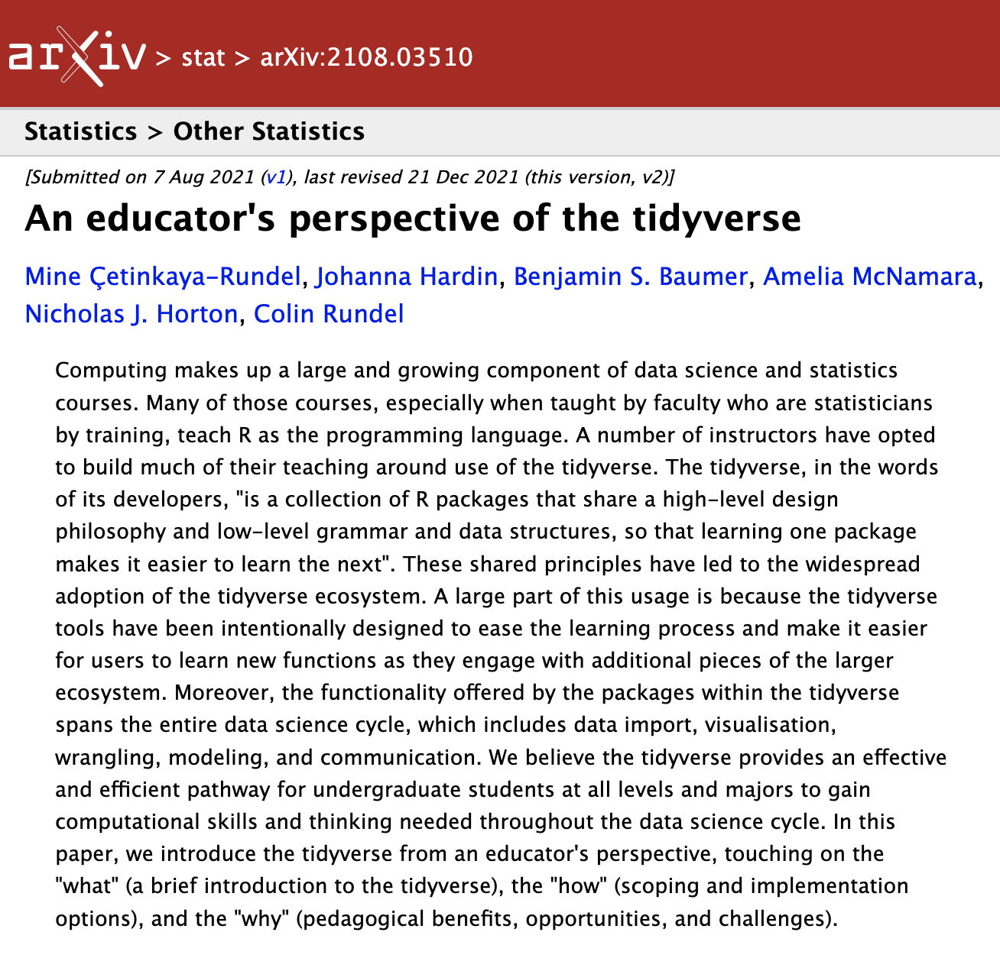 arXiv > stat > arXiv:2108.03510
Statistics > Other Statistics
[Submitted on 7 Aug 2021 (v1), last revised 21 Dec 2021 (this version, v2)]
An educator's perspective of the tidyverse
Mine Çetinkaya-Rundel, Johanna Hardin, Benjamin S. Baumer, Amelia McNamara,
Nicholas J. Horton, Colin Rundel
Computing makes up a large and growing component of data science and statistics
courses. Many of those courses, especially when taught by faculty who are statisticians
by training, teach R as the programming language. A number of instructors have opted
to build much of their teaching around use of the tidyverse. The tidyverse, in the words
of its developers, "is a collection of R packages that share a high-level design
philosophy and low-level grammar and data structures, so that learning one package
makes it easier to learn the next". These shared principles have led to the widespread
adoption of the tidyverse ecosystem. A large part of this usage is because the tidyverse
tools have been intentionally designed to ease the learning process and make it easier
for users to learn new functions as they engage with additional pieces of the larger
ecosystem. Moreover, the functionality offered by the packages within the tidyverse
spans the entire data science cycle, which includes data import, visualisation,
wrangling, modeling, and communication. We believe the tidyverse provides an effective
and efficient pathway for undergraduate students at all levels and majors to gain
computational skills and thinking needed throughout the data science cycle. In this
paper, we introduce the tidyverse from an educator's perspective, touching on the
"what" (a brief introduction to the tidyverse), the "how" (scoping and implementation
options), and the "why" (pedagogical benefits, opportunities, and challenges).